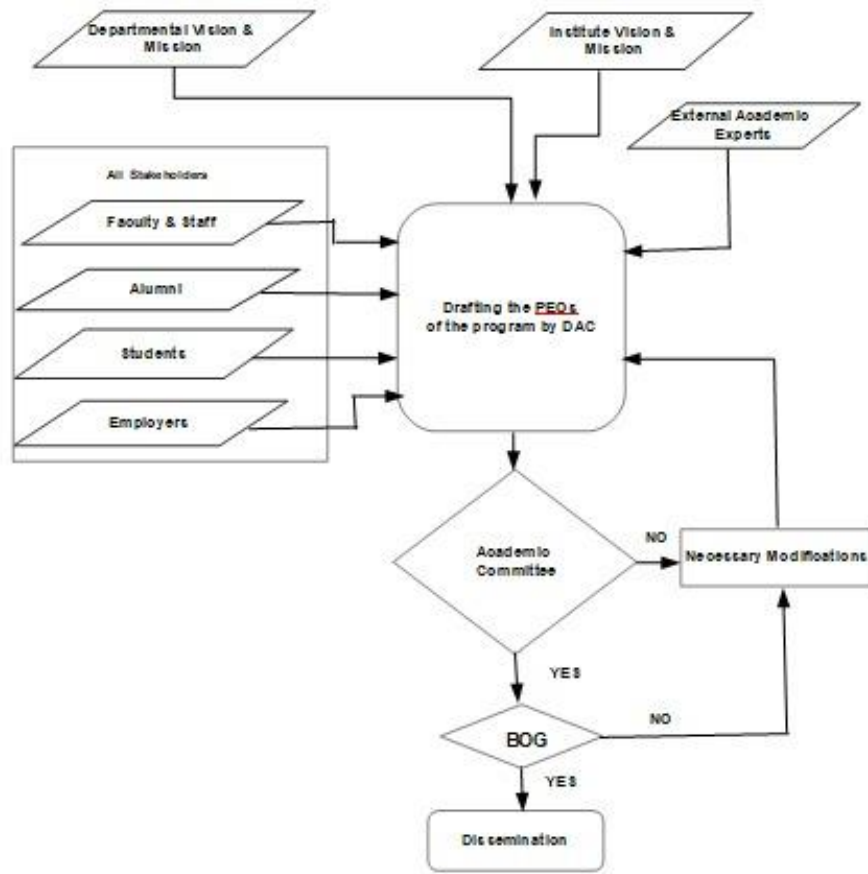 Departmental Vision &
Mission
Institute Vision &
Mission
External Academic
Experts
All Stakeholders
Faculty & Staff
Alumni
Students
Employers
Drafting the PEOs
of the program by DAC
Academic
Committee
NO
Necessary Modifications
YES
BOG
NO
YES
Dissemination